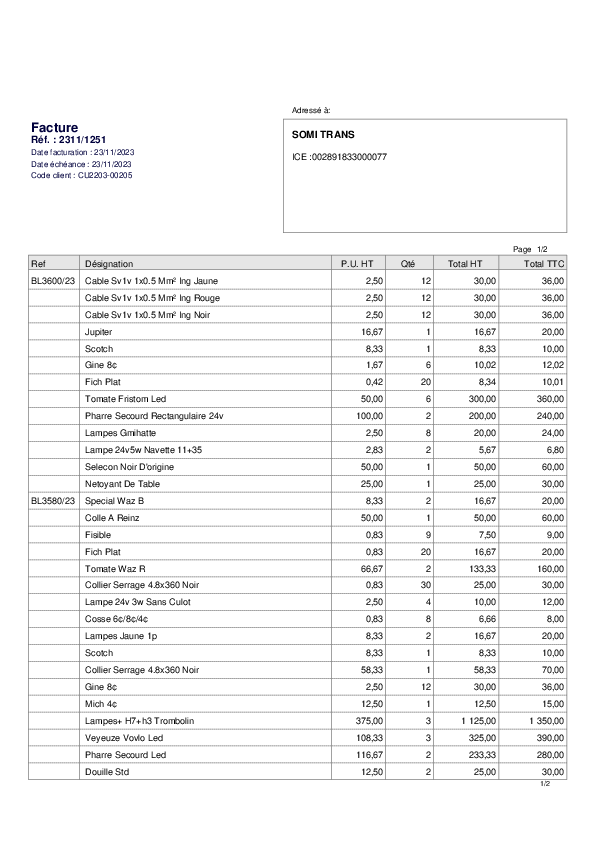 Adressé à:
Facture
Réf. : 2311/1251
Date facturation : 23/11/2023
Date échéance : 23/11/2023
Code client : CU2203-00205
SOMI TRANS
ICE :002891833000077
Page 1/2
Ref Désignation P.U. HT Qté Total HT Total TTC
BL3600/23 Cable Sv1v 1x0.5 Mm² Ing Jaune 2,50 12 30,00 36,00
Cable Sv1v 1x0.5 Mm² Ing Rouge 2,50 12 30,00 36,00
Cable Sv1v 1x0.5 Mm² Ing Noir 2,50 12 30,00 36,00
Jupiter 16,67 1 16,67 20,00
Scotch 8,33 1 8,33 10,00
Gine 8¢ 1,67 6 10,02 12,02
Fich Plat 0,42 20 8,34 10,01
Tomate Fristom Led 50,00 6 300,00 360,00
Pharre Secourd Rectangulaire 24v 100,00 2 200,00 240,00
Lampes Gmihatte 2,50 8 20,00 24,00
Lampe 24v5w Navette 11+35 2,83 2 5,67 6,80
Selecon Noir D'origine 50,00 1 50,00 60,00
Netoyant De Table 25,00 1 25,00 30,00
BL3580/23 Special Waz B 8,33 2 16,67 20,00
Colle A Reinz 50,00 1 50,00 60,00
Fisible 0,83 9 7,50 9,00
Fich Plat 0,83 20 16,67 20,00
Tomate Waz R 66,67 2 133,33 160,00
Collier Serrage 4.8x360 Noir 0,83 30 25,00 30,00
Lampe 24v 3w Sans Culot 2,50 4 10,00 12,00
Cosse 6¢/8¢/4¢ 0,83 8 6,66 8,00
Lampes Jaune 1p 8,33 2 16,67 20,00
Scotch 8,33 1 8,33 10,00
Collier Serrage 4.8x360 Noir 58,33 1 58,33 70,00
Gine 8¢ 2,50 12 30,00 36,00
Mich 4¢ 12,50 1 12,50 15,00
Lampes+ H7+h3 Trombolin 375,00 3 1 125,00 1 350,00
Veyeuze Vovlo Led 108,33 3 325,00 390,00
Pharre Secourd Led 116,67 2 233,33 280,00
Douille Std 12,50 2 25,00 30,00
1/2